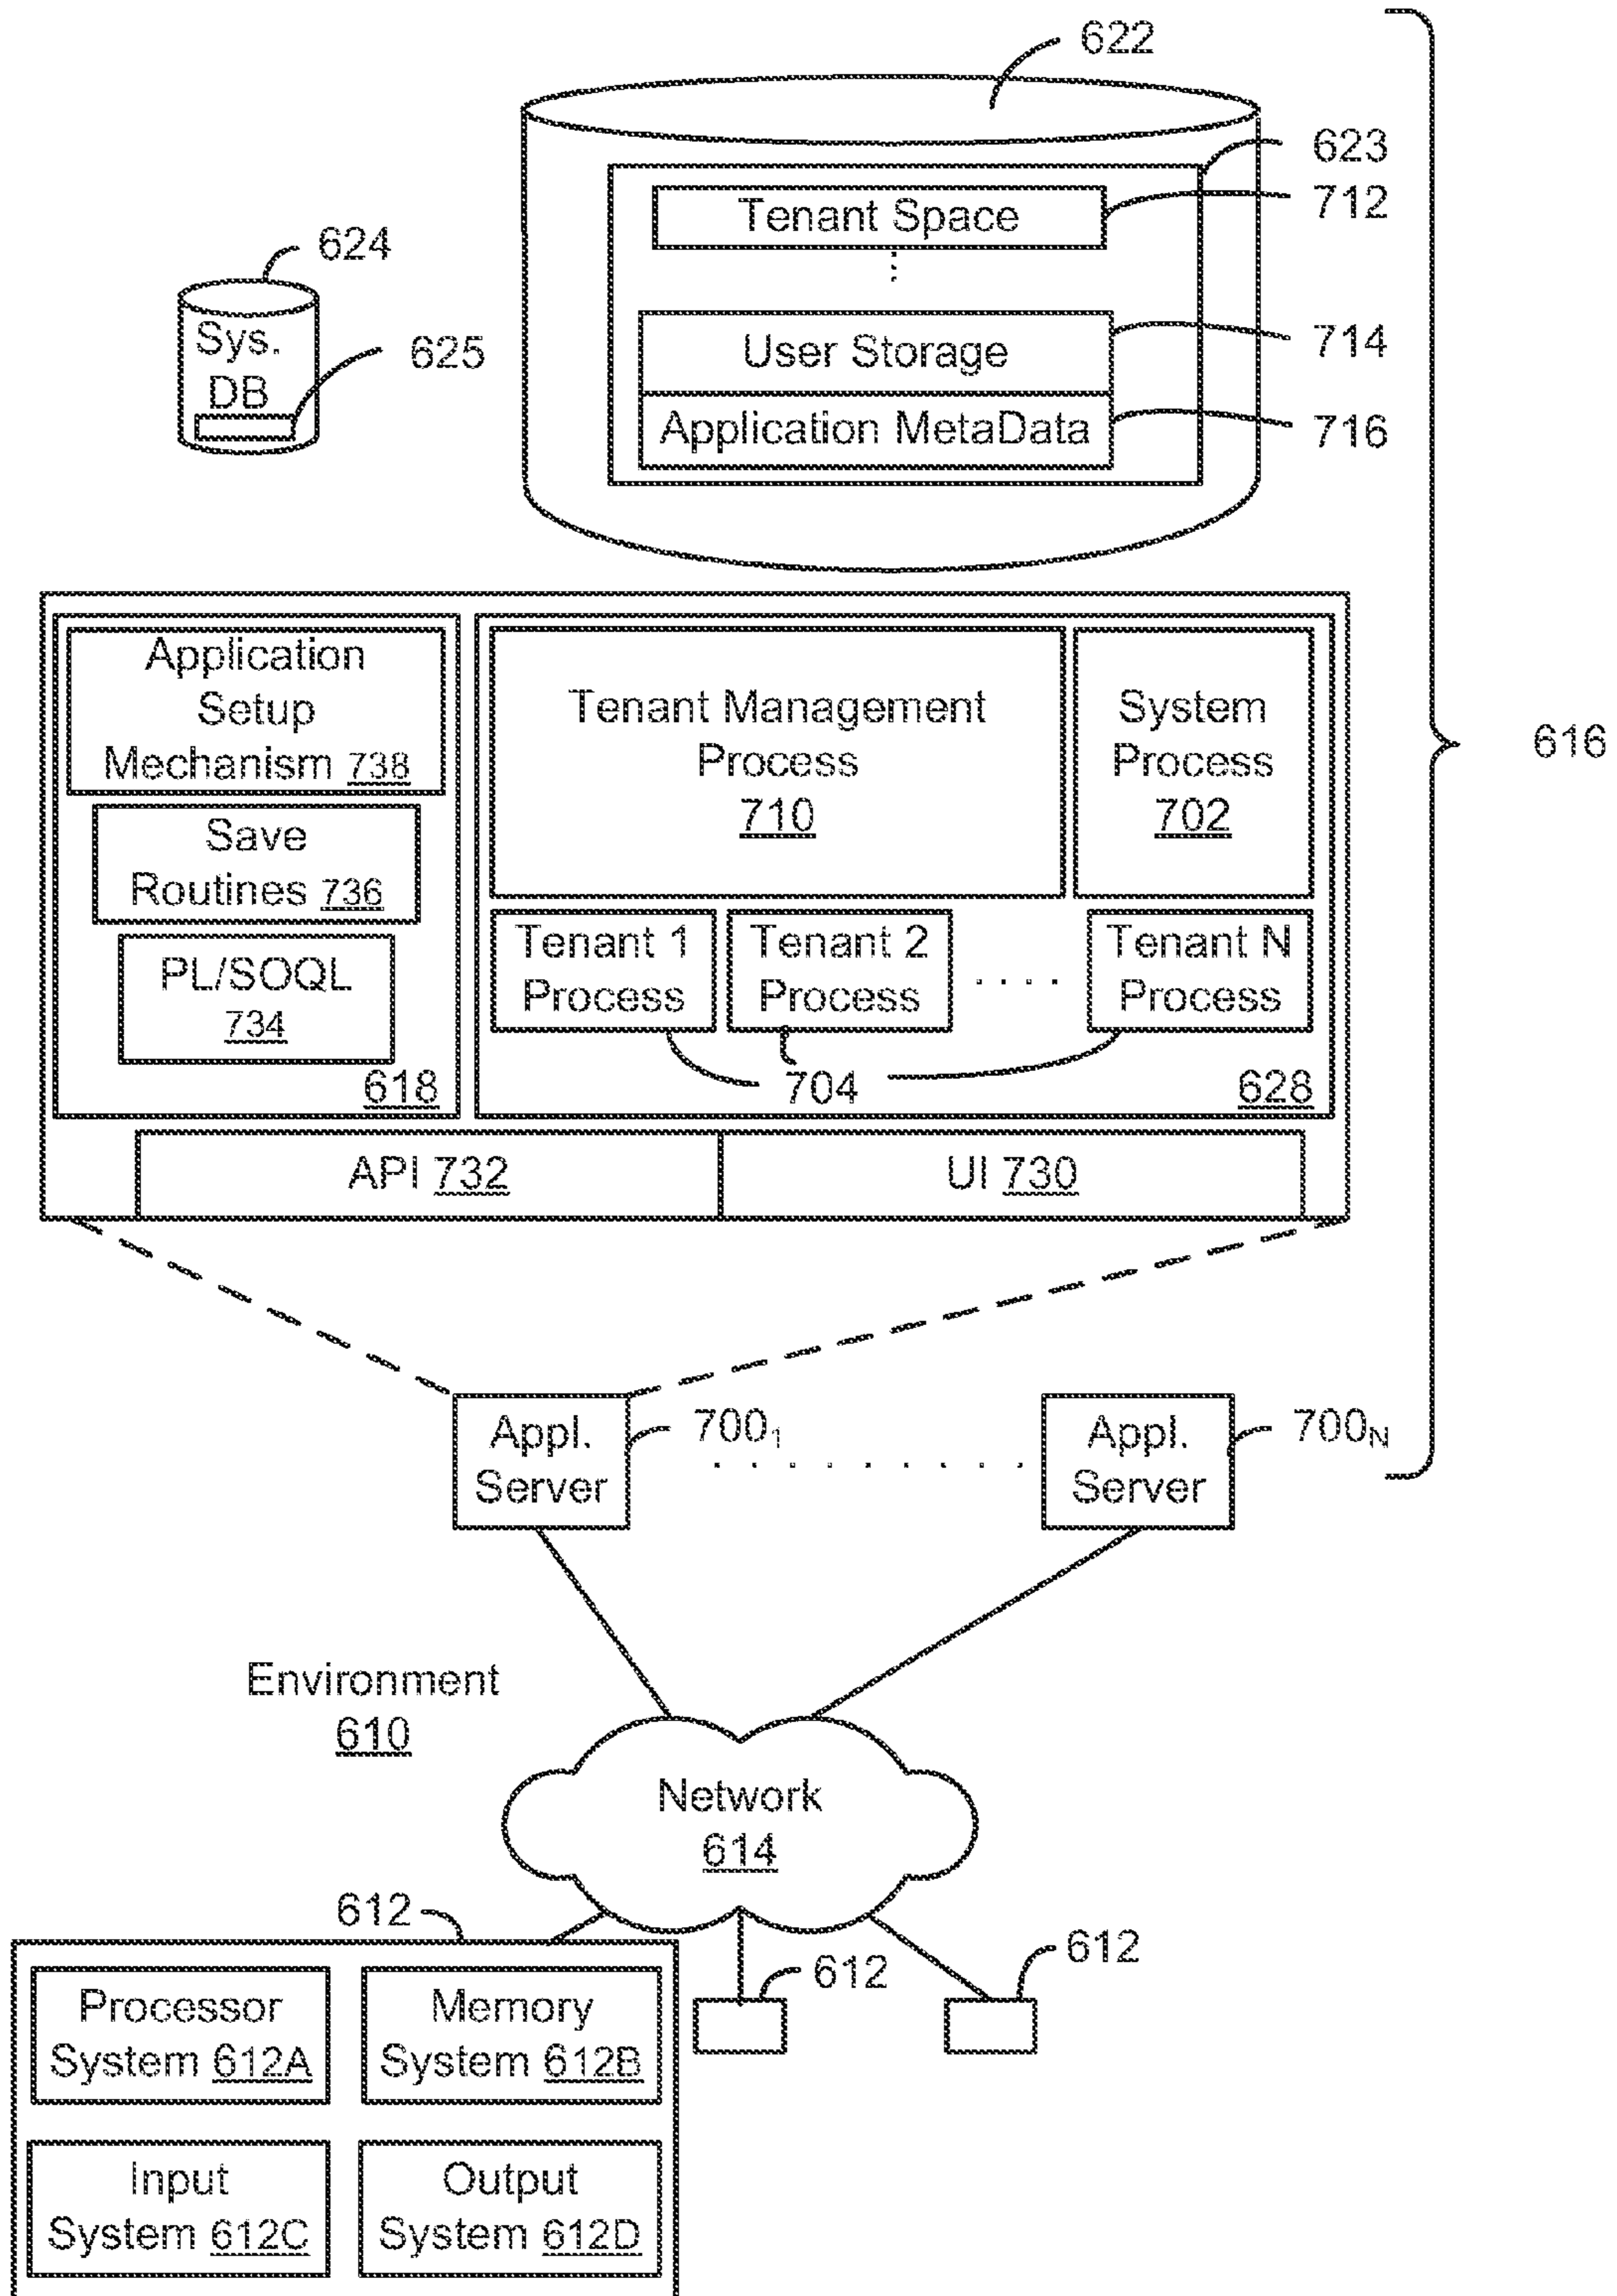 622
623
Tenant Space
712
624
Sys.
DB
625
User Storage
714
Application MetaData
716
616
Application
Setup
Mechanism 738
Save
Routines 736
PL/SOQL
734
618
Tenant Management
Process
710
System
Process
702
Tenant 1
Process
Tenant 2
Process
Tenant N
Process
704
628
API 732
UI 730
Appl.
Server
700₁
Appl.
Server
700ₙ
Environment
610
Network
614
612
612
612
Processor
System 612A
Memory
System 612B
Input
System 612C
Output
System 612D